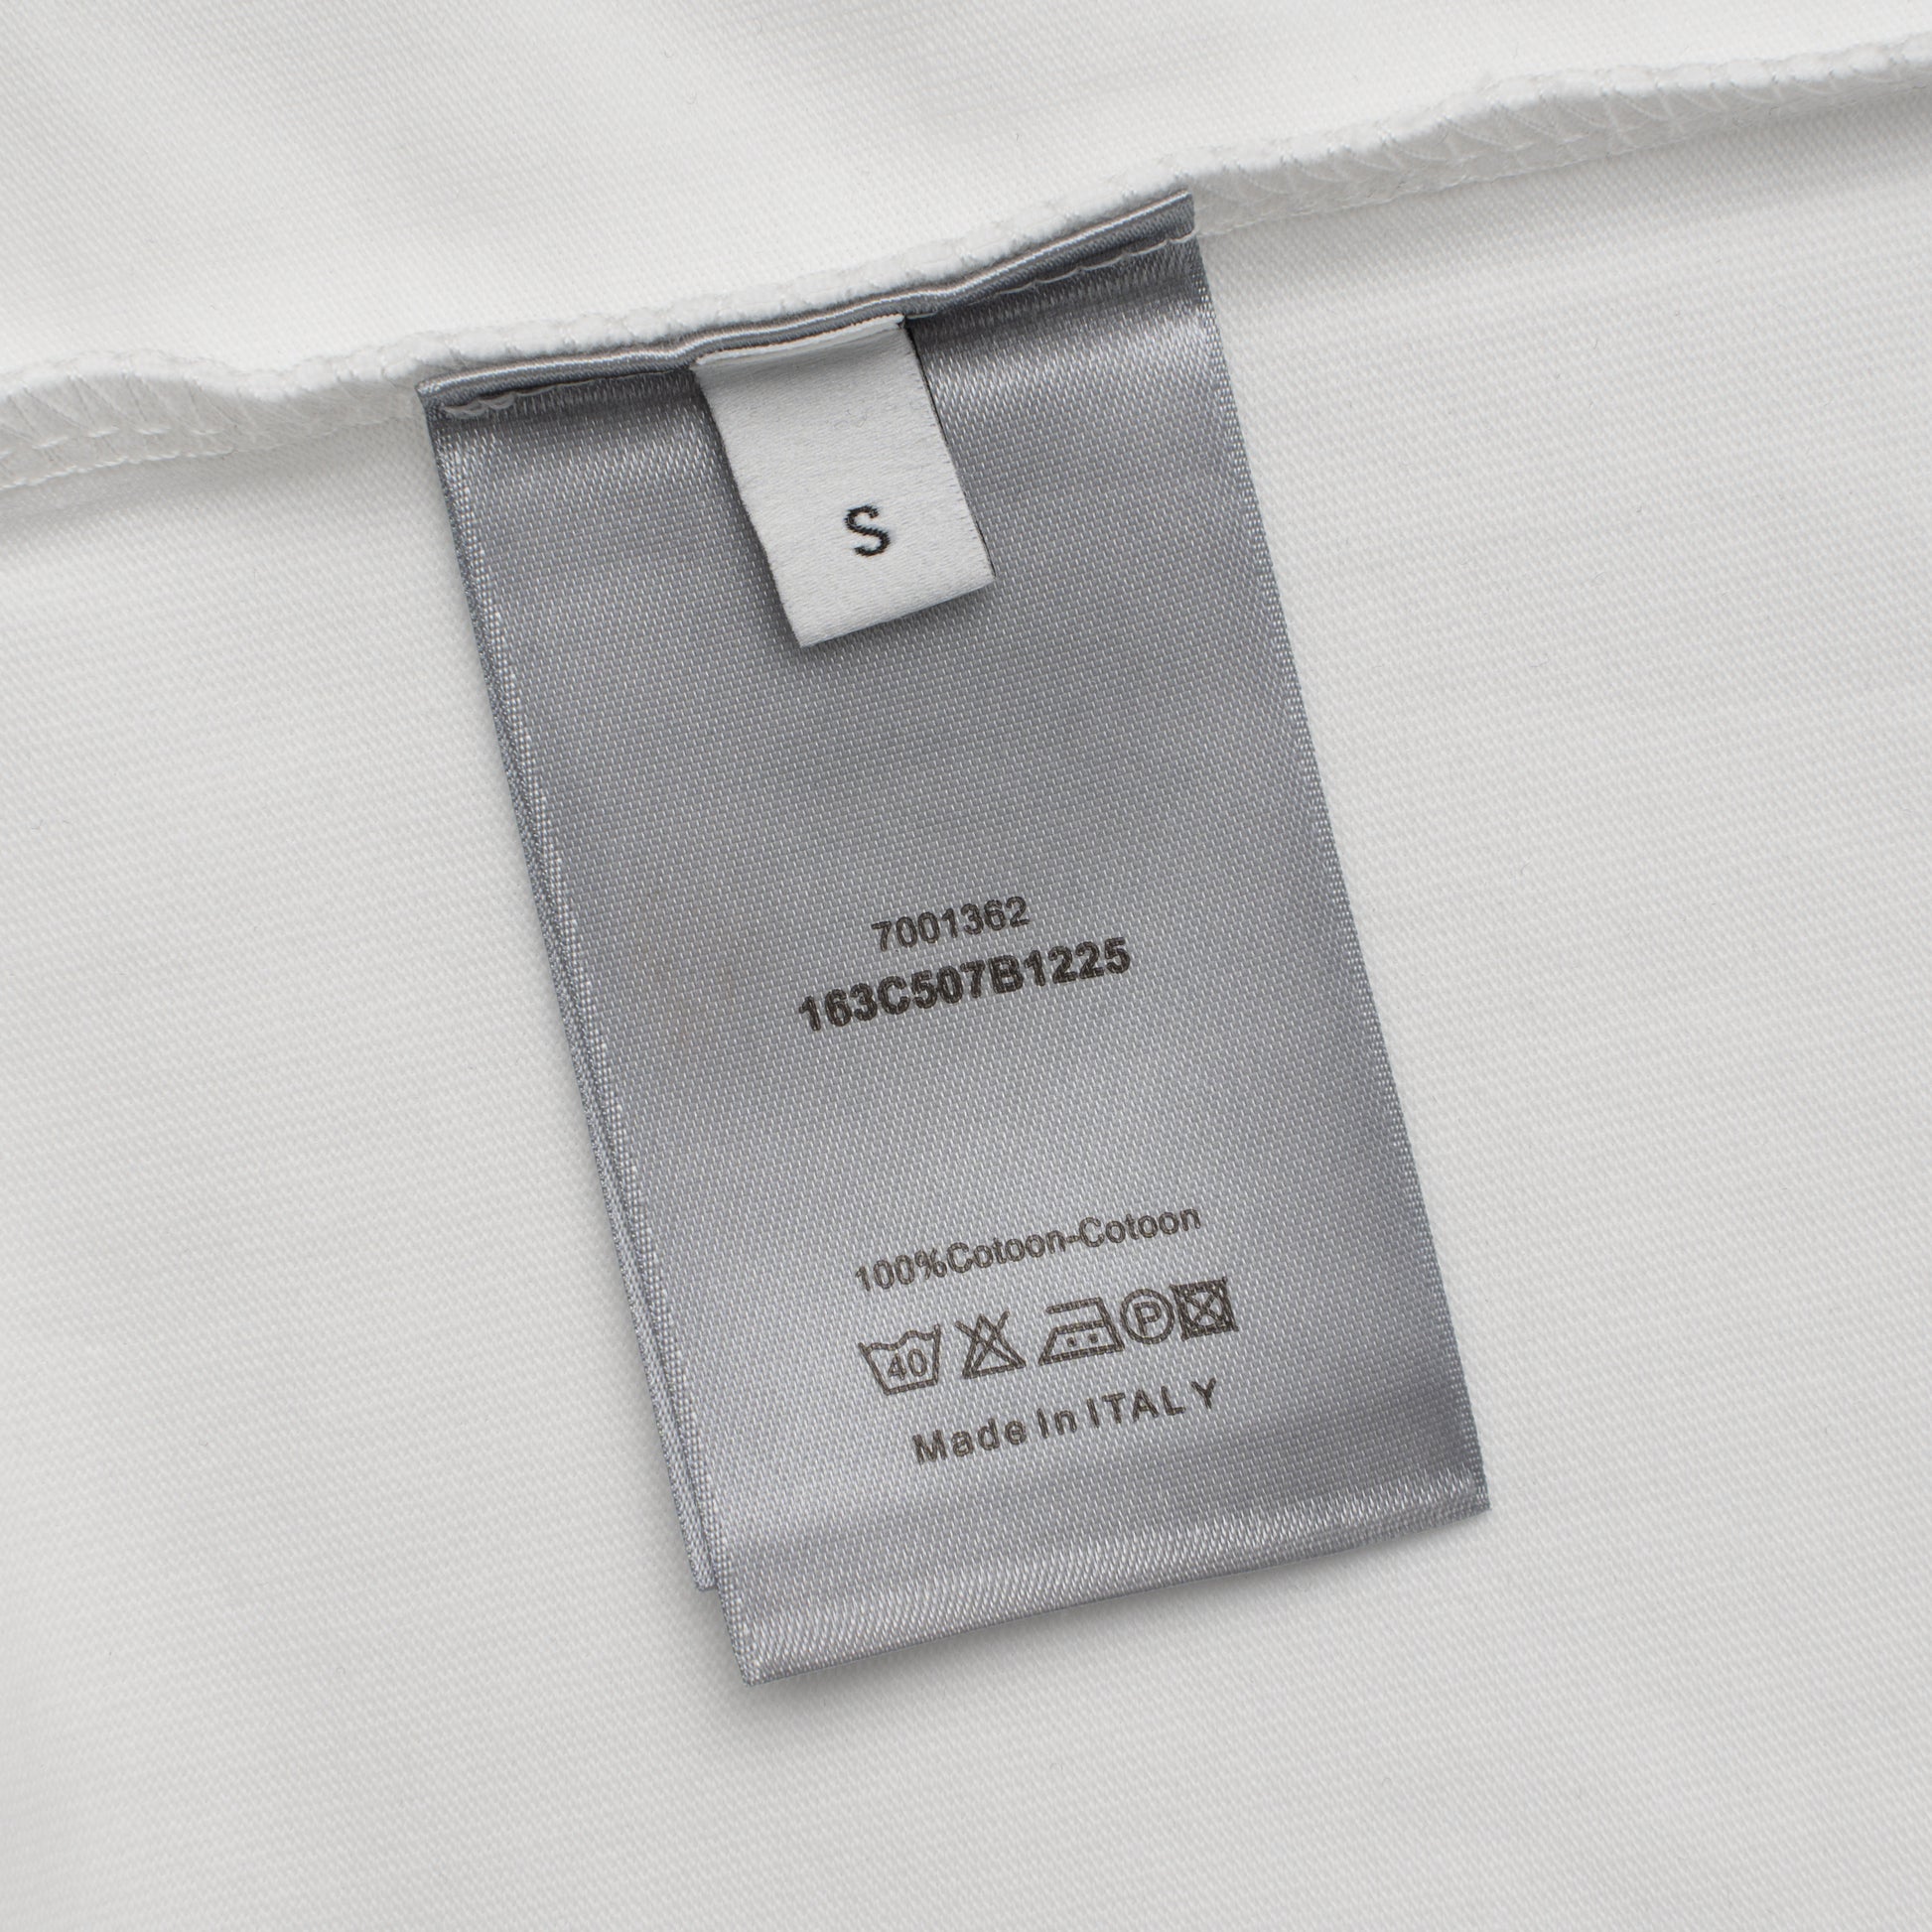 S
7001362
163C507B1225
100%Cotoon-Cotoon
40 P
Made In ITALY